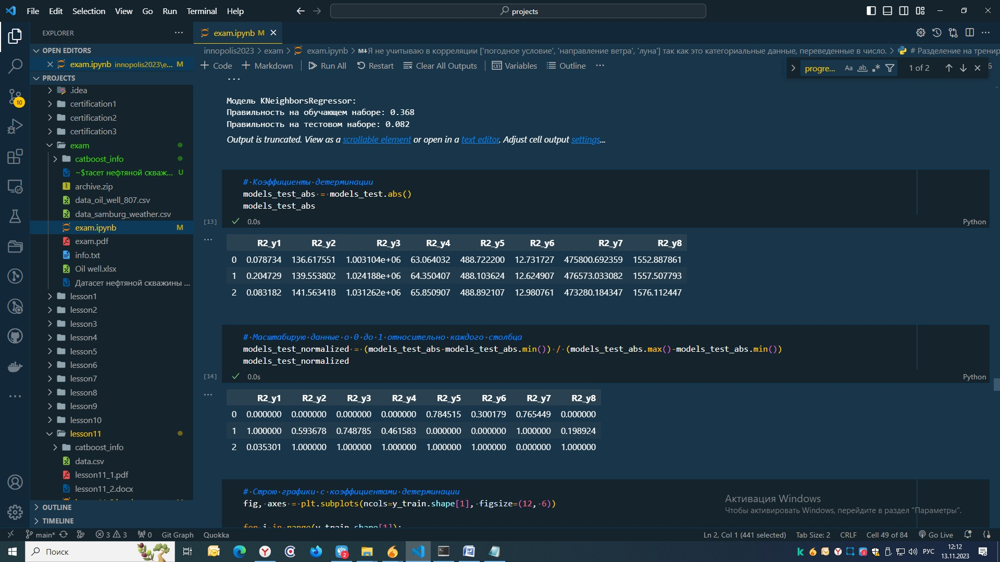 File Edit Selection View Go Run Terminal Help
projects
EXPLORER
OPEN EDITORS
exam.ipynb innopolis2023\e... M
PROJECTS
.idea
certification1
certification2
certification3
exam
catboost_info
~$тасет нефтяной скваж... U
archive.zip
data_oil_well_807.csv
data_samburg_weather.csv
exam.ipynb M
exam.pdf
info.txt
Oil well.xlsx
Датасет нефтяной скважины ...
lesson1
lesson2
lesson3
lesson4
lesson5
lesson6
lesson7
lesson8
lesson9
lesson10
lesson11
catboost_info
data.csv
lesson11_1.pdf
lesson11_2.docx
OUTLINE
TIMELINE
10
exam.ipynb M
innopolis2023 > exam > exam.ipynb > M↓Я не учитываю в корреляции ['погодное условие', 'направление ветра', 'луна'] так как это категориальные данные, переведенные в число. > # Разделение на тренир
+ Code + Markdown Run All Restart Clear All Outputs Variables Outline ...
progre... Aa ab .* 1 of 2
...
Модель KNeighborsRegressor:
Правильность на обучающем наборе: 0.368
Правильность на тестовом наборе: 0.082
Output is truncated. View as a scrollable element or open in a text editor. Adjust cell output settings...
# Коэффициенты детерминации
models_test_abs = models_test.abs()
models_test_abs
[13] 0.0s Python
R2_y1 R2_y2 R2_y3 R2_y4 R2_y5 R2_y6 R2_y7 R2_y8
0 0.078734 136.617551 1.003104e+06 63.064032 488.722200 12.731727 475800.692359 1552.887861
1 0.204729 139.553802 1.024188e+06 64.350407 488.103624 12.624907 476573.033082 1557.507793
2 0.083182 141.563418 1.031262e+06 65.850907 488.892107 12.980761 473280.184347 1576.112447
# Масштабирую данные о 0 до 1 относительно каждого столбца
models_test_normalized = (models_test_abs-models_test_abs.min()) / (models_test_abs.max()-models_test_abs.min())
models_test_normalized
[14] 0.0s Python
R2_y1 R2_y2 R2_y3 R2_y4 R2_y5 R2_y6 R2_y7 R2_y8
0 0.000000 0.000000 0.000000 0.000000 0.784515 0.300179 0.765449 0.000000
1 1.000000 0.593678 0.748785 0.461583 0.000000 0.000000 1.000000 0.198924
2 0.035301 1.000000 1.000000 1.000000 1.000000 1.000000 0.000000 1.000000
# Строю графики с коэффициентами детерминации
fig, axes = plt.subplots(ncols=y_train.shape[1], figsize=(12, 6))
for i in range(y_train.shape[1]):
Активация Windows
Чтобы активировать Windows, перейдите в раздел "Параметры".
main* 3 3 0 Git Graph Quokka Ln 2, Col 1 (441 selected) Tab Size: 2 CRLF Cell 49 of 84 Go Live
Поиск
2
РУС
12:12
13.11.2023